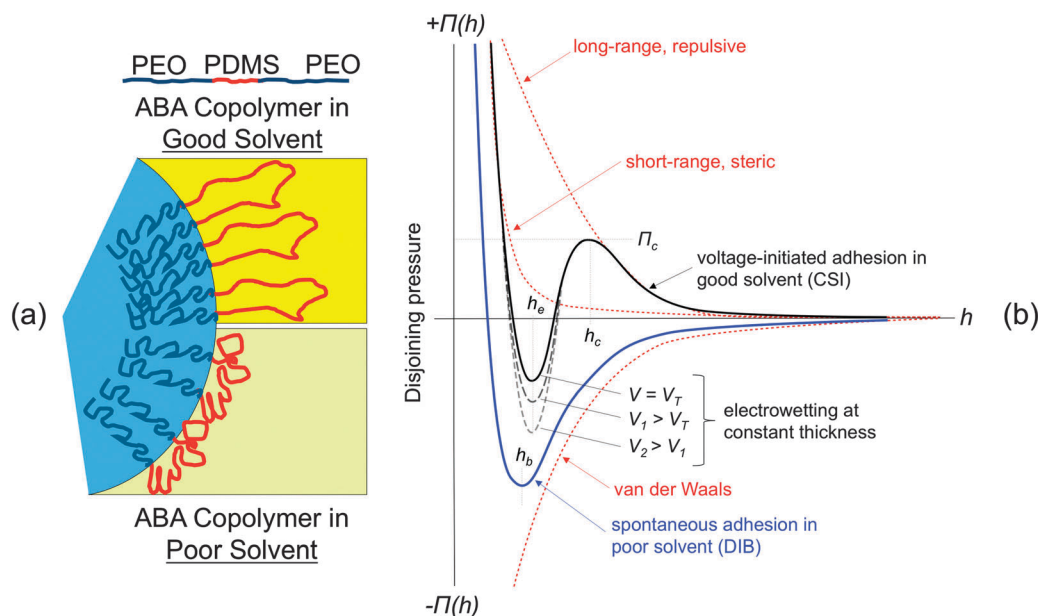 PEO PDMS PEO
ABA Copolymer in
Good Solvent
(a)
ABA Copolymer in
Poor Solvent
+Π(h)
long-range, repulsive
short-range, steric
Π_c
voltage-initiated adhesion in
good solvent (CSI)
Disjoining pressure
h_e
h
(b)
h_c
V = V_T
V_1 > V_T
V_2 > V_1
electrowetting at
constant thickness
h_b
van der Waals
spontaneous adhesion in
poor solvent (DIB)
-Π(h)